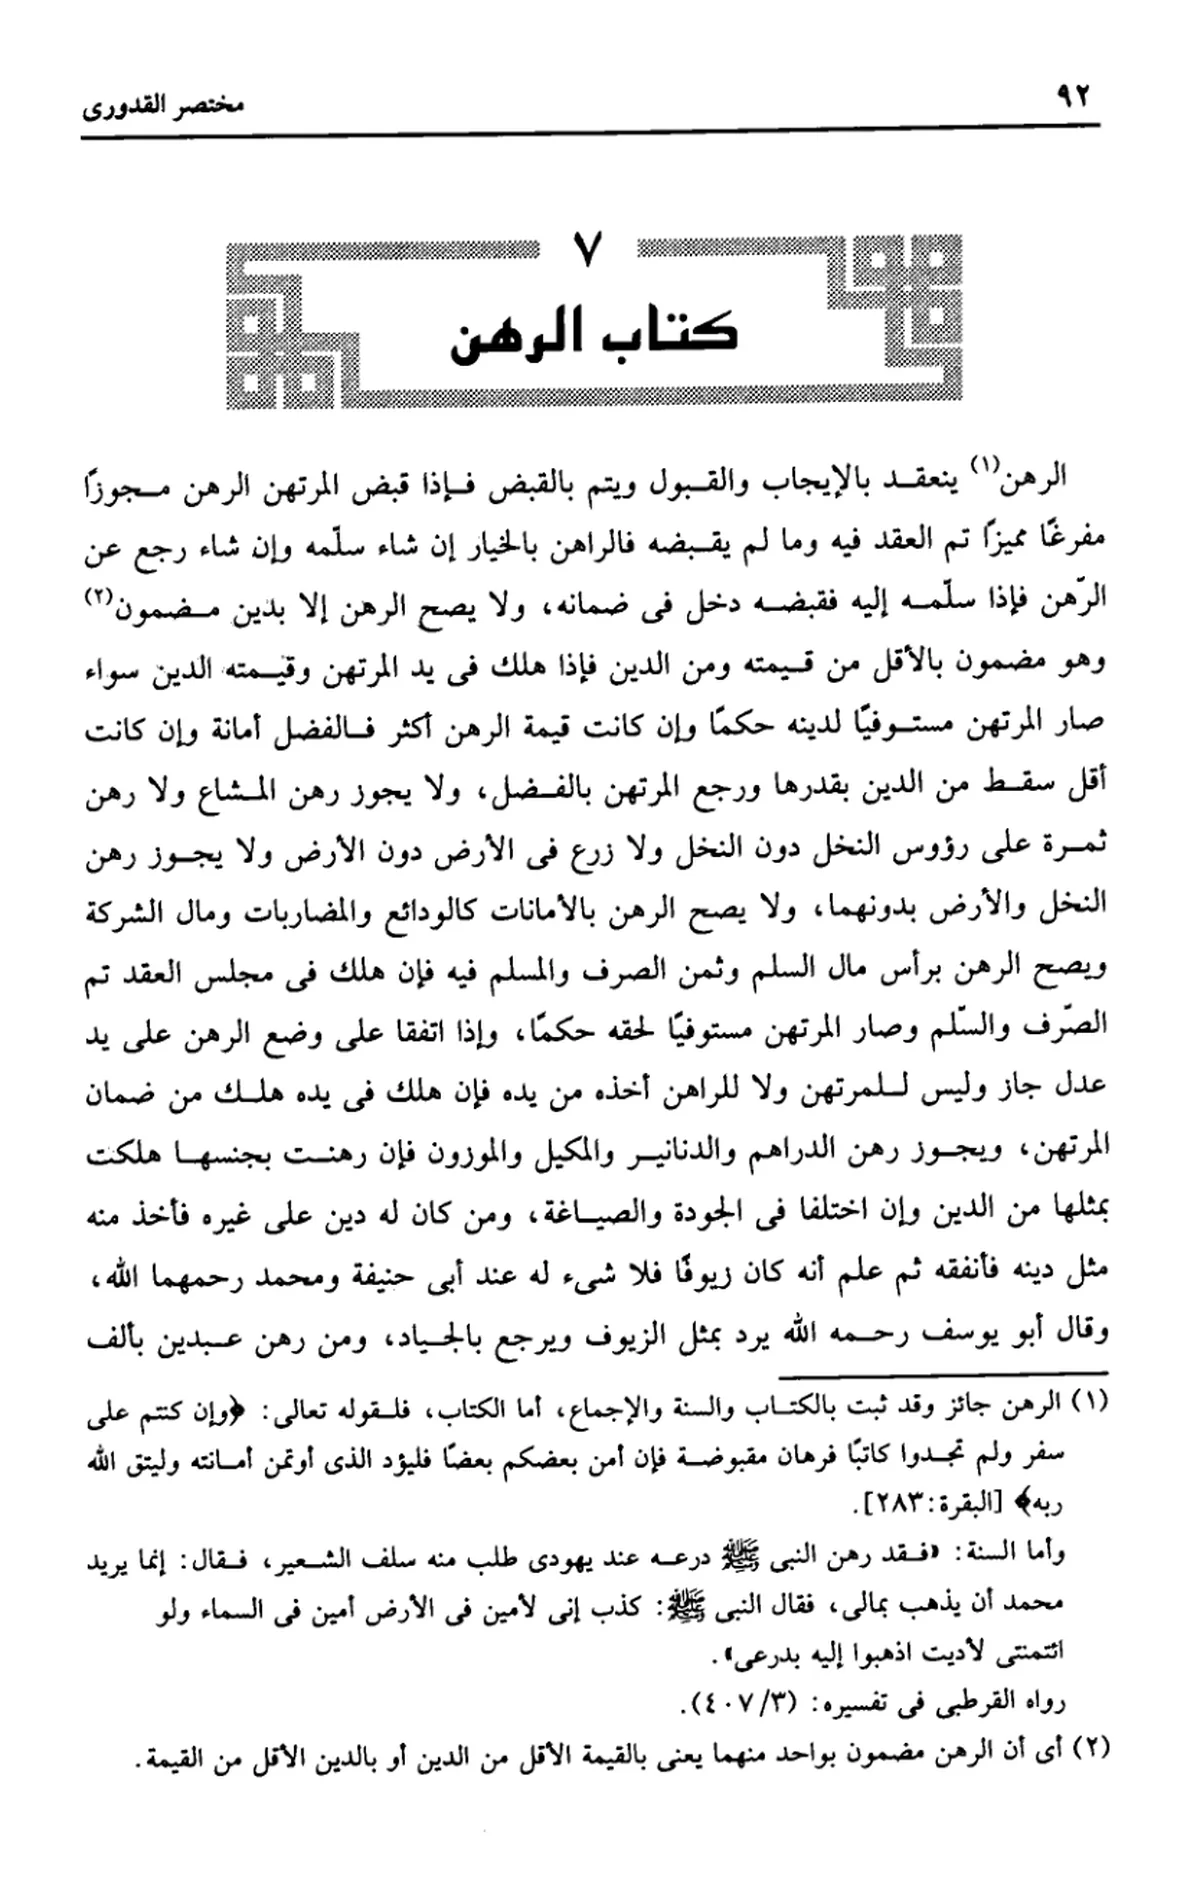 ٩٢
مختصر القدورى
٧
كتاب الرهن
الرهن(١) ينعقد بالإيجاب والقبول ويتم بالقبض فإذا قبض المرتهن الرهن مجوزًا
مفرغًا مميزًا تم العقد فيه وما لم يقبضه فالراهن بالخيار إن شاء سلّمه وإن شاء رجع عن
الرّهن فإذا سلّمه إليه فقبضه دخل فى ضمانه، ولا يصح الرهن إلا بدين مضمون(٢)
وهو مضمون بالأقل من قيمته ومن الدين فإذا هلك فى يد المرتهن وقيمته الدين سواء
صار المرتهن مستوفيًا لدينه حكمًا وإن كانت قيمة الرهن أكثر فالفضل أمانة وإن كانت
أقل سقط من الدين بقدرها ورجع المرتهن بالفضل، ولا يجوز رهن المشاع ولا رهن
ثمرة على رؤوس النخل دون النخل ولا زرع فى الأرض دون الأرض ولا يجوز رهن
النخل والأرض بدونهما، ولا يصح الرهن بالأمانات كالودائع والمضاربات ومال الشركة
ويصح الرهن برأس مال السلم وثمن الصرف والمسلم فيه فإن هلك فى مجلس العقد تم
الصّرف والسّلم وصار المرتهن مستوفيًا لحقه حكمًا، وإذا اتفقا على وضع الرهن على يد
عدل جاز وليس للمرتهن ولا للراهن أخذه من يده فإن هلك فى يده هلك من ضمان
المرتهن، ويجوز رهن الدراهم والدنانير والمكيل والموزون فإن رهنت بجنسها هلكت
بمثلها من الدين وإن اختلفا فى الجودة والصياغة، ومن كان له دين على غيره فأخذ منه
مثل دينه فأنفقه ثم علم أنه كان زيوفًا فلا شىء له عند أبى حنيفة ومحمد رحمهما الله،
وقال أبو يوسف رحمه الله يرد بمثل الزيوف ويرجع بالجياد، ومن رهن عبدين بألف
(١) الرهن جائز وقد ثبت بالكتاب والسنة والإجماع، أما الكتاب، فلقوله تعالى: ﴿وإن كنتم على
سفر ولم تجدوا كاتبًا فرهان مقبوضة فإن أمن بعضكم بعضًا فليؤد الذى أوتمن أمانته وليتق الله
ربه﴾ [البقرة:٢٨٣].
وأما السنة: «فقد رهن النبى ﷺ درعه عند يهودى طلب منه سلف الشعير، فقال: إنما يريد
محمد أن يذهب بمالى، فقال النبى ﷺ: كذب إنى لأمين فى الأرض أمين فى السماء ولو
ائتمنتى لأديت اذهبوا إليه بدرعى».
رواه القرطبى فى تفسيره: (٤٠٧/٣).
(٢) أى أن الرهن مضمون بواحد منهما يعنى بالقيمة الأقل من الدين أو بالدين الأقل من القيمة.